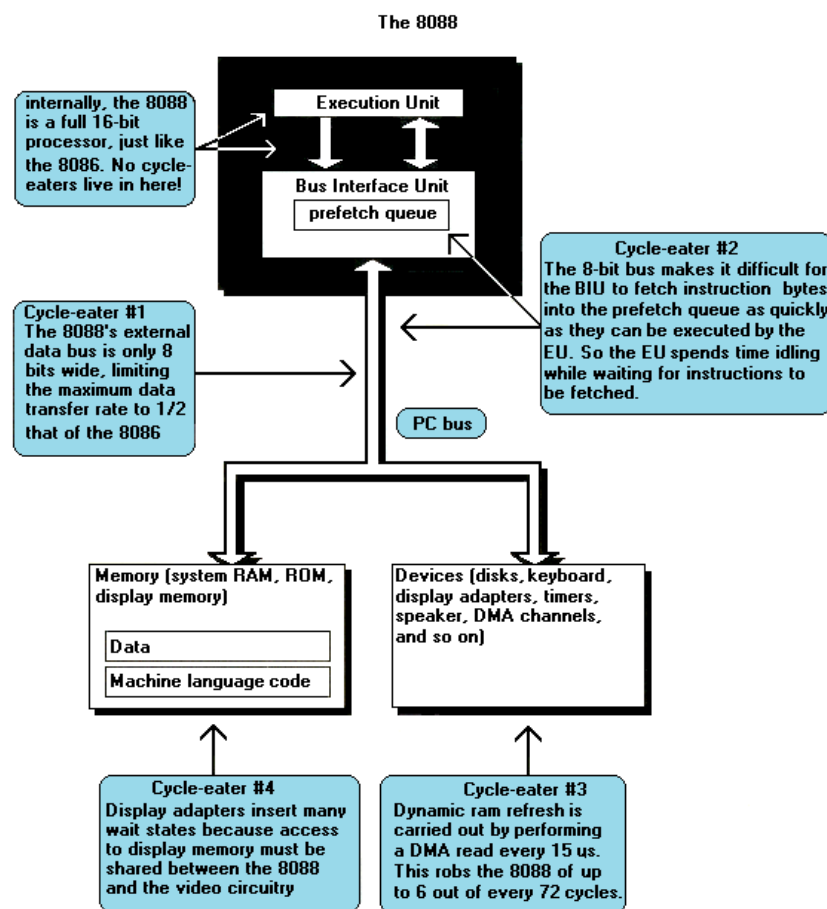 The 8088
Execution Unit
internally, the 8088
is a full 16-bit
processor, just like
the 8086. No cycle-
eaters live in here!
Bus Interface Unit
prefetch queue
Cycle-eater #2
The 8-bit bus makes it difficult for
the BIU to fetch instruction bytes
into the prefetch queue as quickly
as they can be executed by the
EU. So the EU spends time idling
while waiting for instructions to
be fetched.
Cycle-eater #1
The 8088's external
data bus is only 8
bits wide, limiting
the maximum data
transfer rate to 1/2
that of the 8086
PC bus
Memory (system RAM, ROM,
display memory)
Data
Machine language code
Devices (disks, keyboard,
display adapters, timers,
speaker, DMA channels,
and so on)
Cycle-eater #4
Display adapters insert many
wait states because access
to display memory must be
shared between the 8088
and the video circuitry
Cycle-eater #3
Dynamic ram refresh is
carried out by performing
a DMA read every 15 us.
This robs the 8088 of up
to 6 out of every 72 cycles.